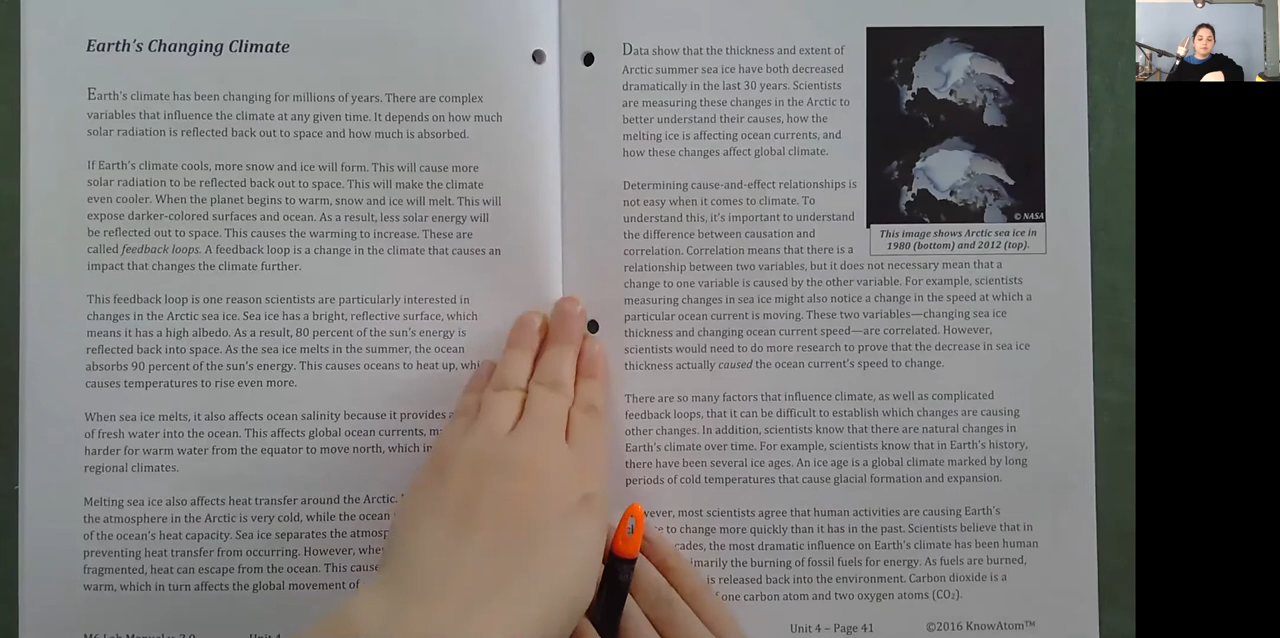 Earth's Changing Climate
Earth's climate has been changing for millions of years. There are complex
variables that influence the climate at any given time. It depends on how much
solar radiation is reflected back out to space and how much is absorbed.
If Earth's climate cools, more snow and ice will form. This will cause more
solar radiation to be reflected back out to space. This will make the climate
even cooler. When the planet begins to warm, snow and ice will melt. This will
expose darker-colored surfaces and ocean. As a result, less solar energy will
be reflected out to space. This causes the warming to increase. These are
called feedback loops. A feedback loop is a change in the climate that causes an
impact that changes the climate further.
This feedback loop is one reason scientists are particularly interested in
changes in the Arctic sea ice. Sea ice has a bright, reflective surface, which
means it has a high albedo. As a result, 80 percent of the sun's energy is
reflected back into space. As the sea ice melts in the summer, the ocean
absorbs 90 percent of the sun's energy. This causes oceans to heat up,
causes temperatures to rise even more.
When sea ice melts, it also affects ocean salinity because it provides
of fresh water into the ocean. This affects global ocean currents,
harder for warm water from the equator to move north, which
regional climates.
Melting sea ice also affects heat transfer around the Arctic.
the atmosphere in the Arctic is very cold, while the ocean
of the ocean's heat capacity. Sea ice separates the
preventing heat transfer from occurring. However,
fragmented, heat can escape from the ocean. This
warm, which in turn affects the global movement of
Unit 4
Data show that the thickness and extent of
Arctic summer sea ice have both decreased
dramatically in the last 30 years. Scientists
are measuring these changes in the Arctic to
better understand their causes, how the
melting ice is affecting ocean currents, and
how these changes affect global climate.
© NASA
This image shows Arctic sea ice in
1980 (bottom) and 2012 (top).
Determining cause-and-effect relationships is
not easy when it comes to climate. To
understand this, it's important to understand
the difference between causation and
correlation. Correlation means that there is a
relationship between two variables, but it does not necessary mean that a
change to one variable is caused by the other variable. For example, scientists
measuring changes in sea ice might also notice a change in the speed at which a
particular ocean current is moving. These two variables—changing sea ice
thickness and changing ocean current speed—are correlated. However,
scientists would need to do more research to prove that the decrease in sea ice
thickness actually caused the ocean current's speed to change.
There are so many factors that influence climate, as well as complicated
feedback loops, that it can be difficult to establish which changes are causing
other changes. In addition, scientists know that there are natural changes in
Earth's climate over time. For example, scientists know that in Earth's history,
there have been several ice ages. An ice age is a global climate marked by long
periods of cold temperatures that cause glacial formation and expansion.
most scientists agree that human activities are causing Earth's
to change more quickly than it has in the past. Scientists believe that in
the most dramatic influence on Earth's climate has been human
the burning of fossil fuels for energy. As fuels are burned,
is released back into the environment. Carbon dioxide is a
one carbon atom and two oxygen atoms (CO₂).
Unit 4 – Page 41 ©2016 KnowAtom™